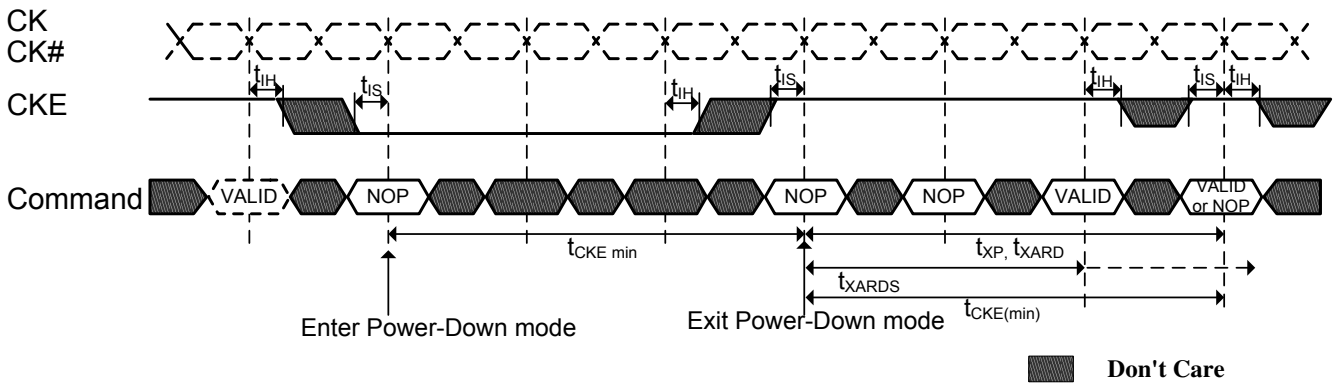 CK
CK#
tIH tIS tIH tIS tIH tIS tIH
CKE
Command VALID NOP NOP NOP VALID VALID or NOP
tCKE min tXP, tXARD
tXARDS
tCKE(min)
Enter Power-Down mode Exit Power-Down mode
Don't Care